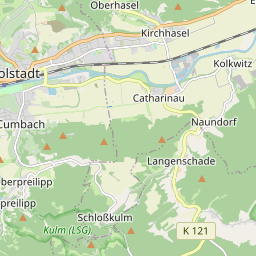 Oberhasel
Kirchhasel
Kolkwitz
olstadt
Catharinau
Cumbach
Naundorf
Langenschade
berpreilipp
preilipp
Schloßkulm
Kulm (LSG)
K 121